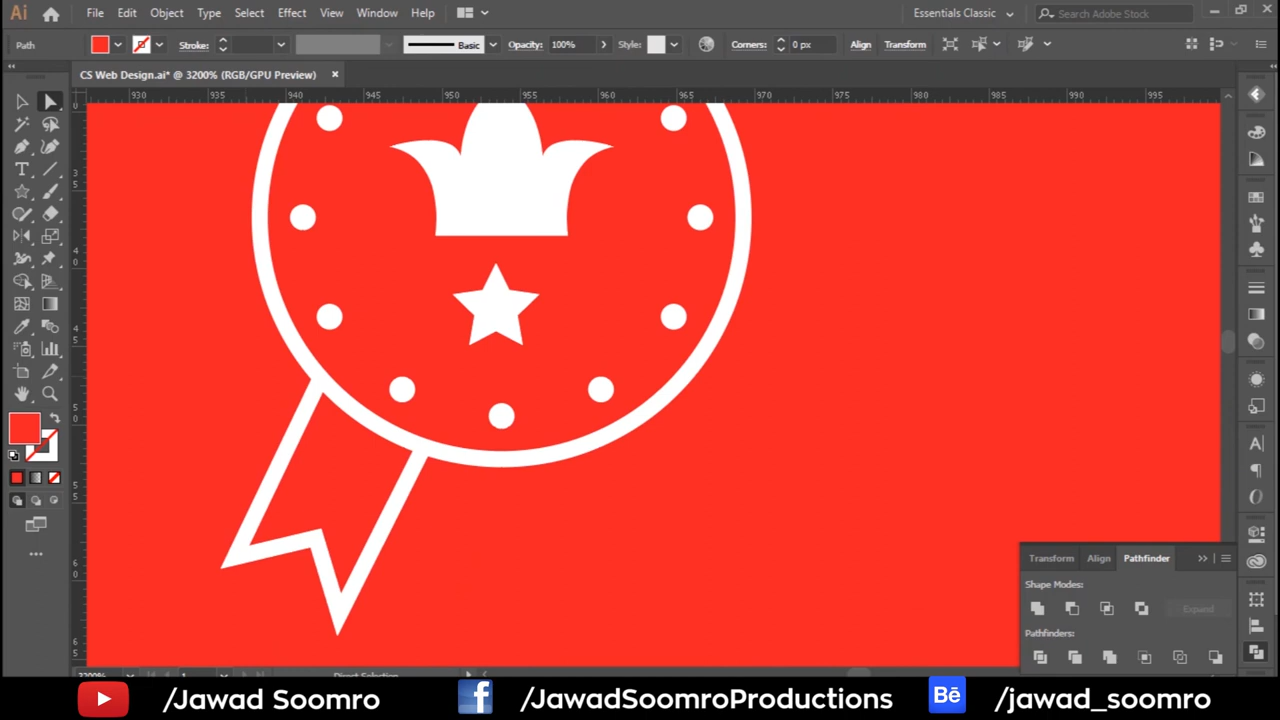 Ai File Edit Object Type Select Effect View Window Help Essentials Classic Search Adobe Stock
Path Stroke: Basic Opacity: 100% Style: Corners: 0 px Align Transform
CS Web Design.ai* @ 3200% (RGB/GPU Preview) ×
930 935 940 945 950 955 960 965 970 975 980 985 990 995
Transform Align Pathfinder
Shape Modes:
Expand
Pathfinders:
3200% 1 Direct Selection
/Jawad Soomro /JawadSoomroProductions Bē /jawad_soomro